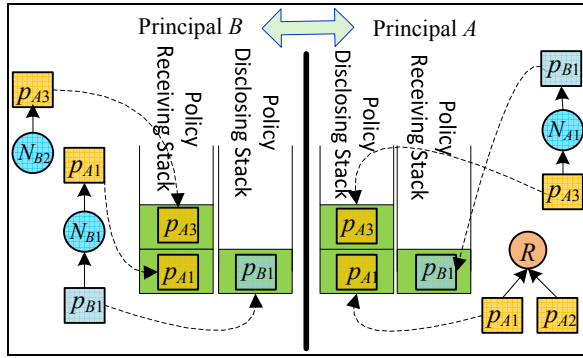 Principal B
Principal A
Policy
Receiving Stack
Policy
Disclosing Stack
Policy
Disclosing Stack
Policy
Receiving Stack
pA3
NB2
pA1
NB1
pB1
pA3
pA1
pB1
pA3
pA1
pB1
pB1
NA1
pA3
R
pA1
pA2